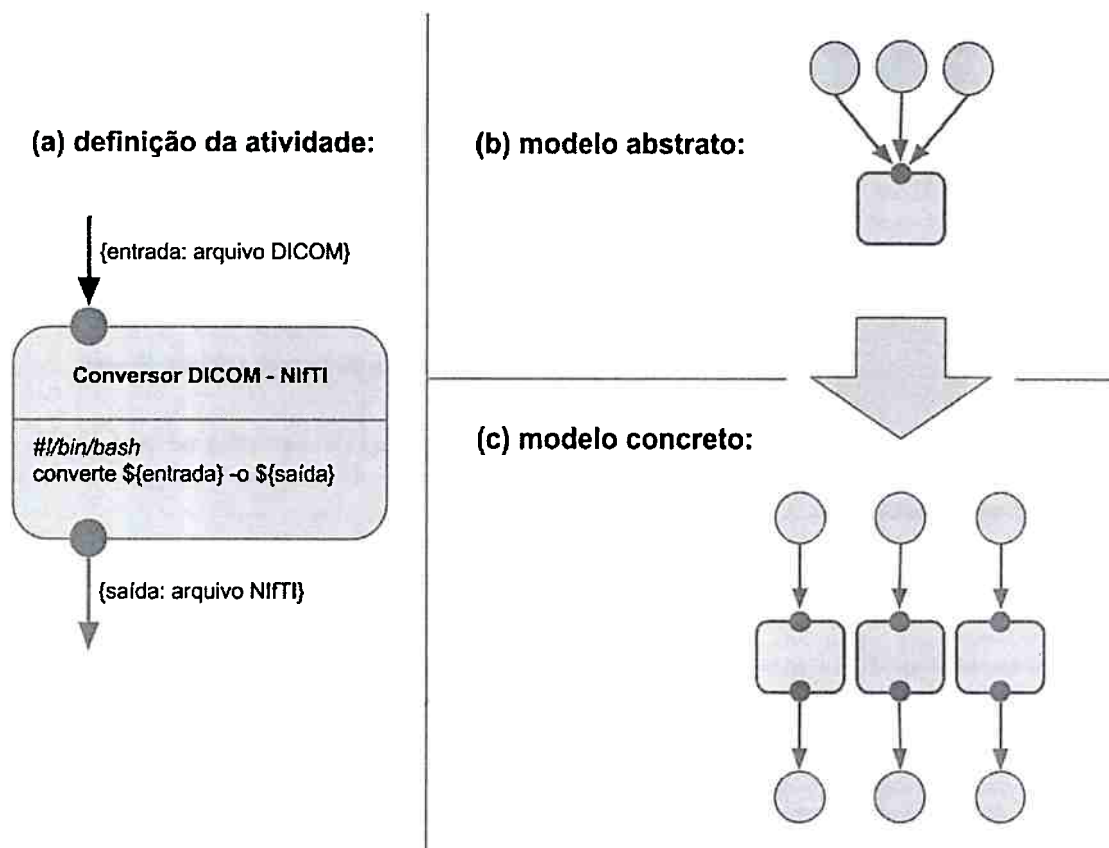 (a) definição da atividade:
{entrada: arquivo DICOM}
Conversor DICOM - NIfTI
#!/bin/bash
converte ${entrada} -o ${saída}
{saída: arquivo NIfTI}
(b) modelo abstrato:
(c) modelo concreto: